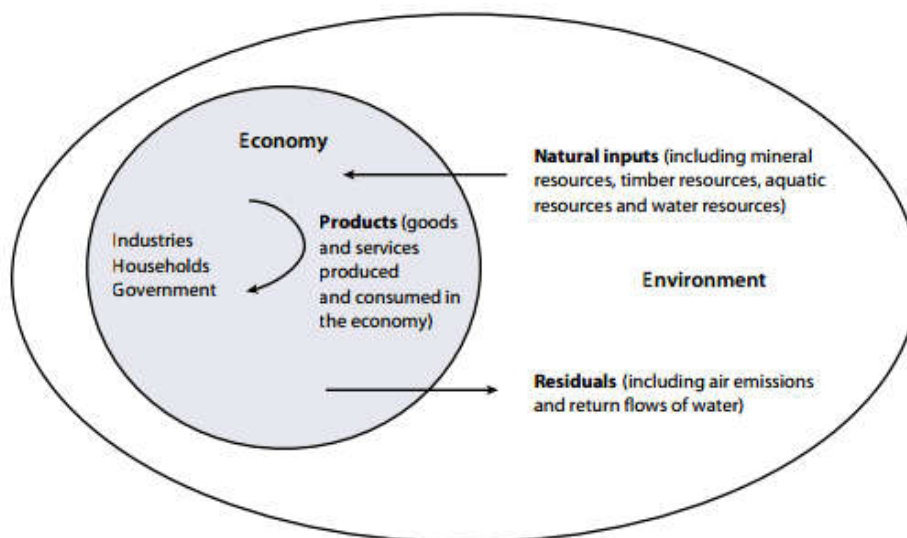 Economy
Industries
Households
Government
Products (goods
and services
produced
and consumed in
the economy)
Natural inputs (including mineral
resources, timber resources, aquatic
resources and water resources)
Environment
Residuals (including air emissions
and return flows of water)